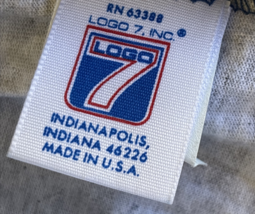 RN 63388
LOGO 7, INC.®
LOGO
7
INDIANAPOLIS,
INDIANA 46226
MADE IN U.S.A.